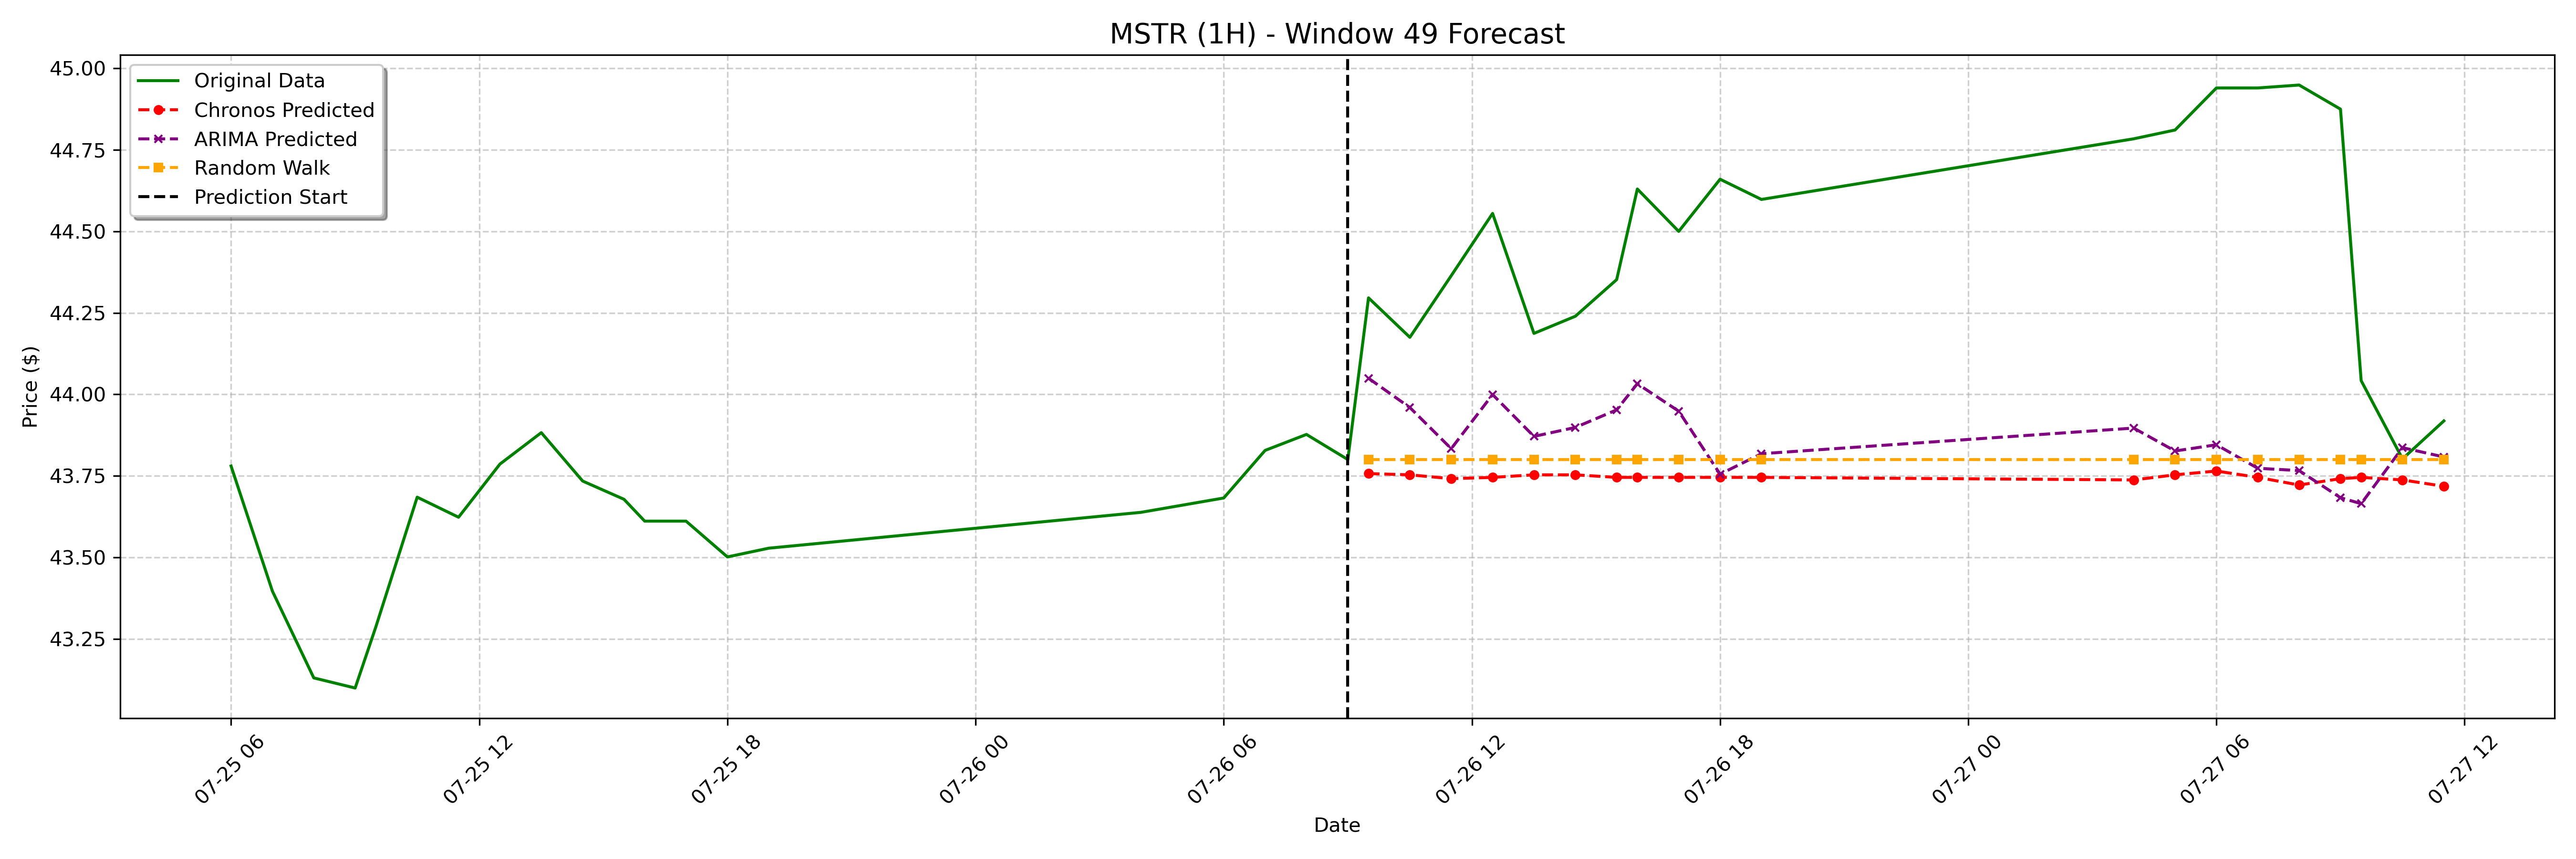 MSTR (1H) - Window 49 Forecast
Original Data
Chronos Predicted
ARIMA Predicted
Random Walk
Prediction Start
Price ($)
45.00
44.75
44.50
44.25
44.00
43.75
43.50
43.25
07-25 06
07-25 12
07-25 18
07-26 00
07-26 06
07-26 12
07-26 18
07-27 00
07-27 06
07-27 12
Date